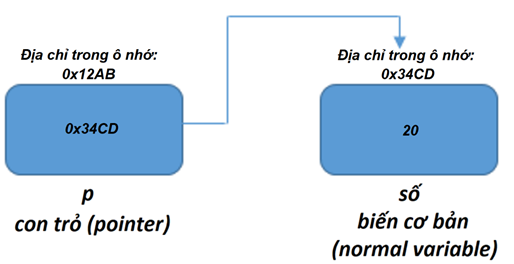 Địa chỉ trong ô nhớ:
0x12AB
0x34CD
p
con trỏ (pointer)
Địa chỉ trong ô nhớ:
0x34CD
20
số
biến cơ bản
(normal variable)